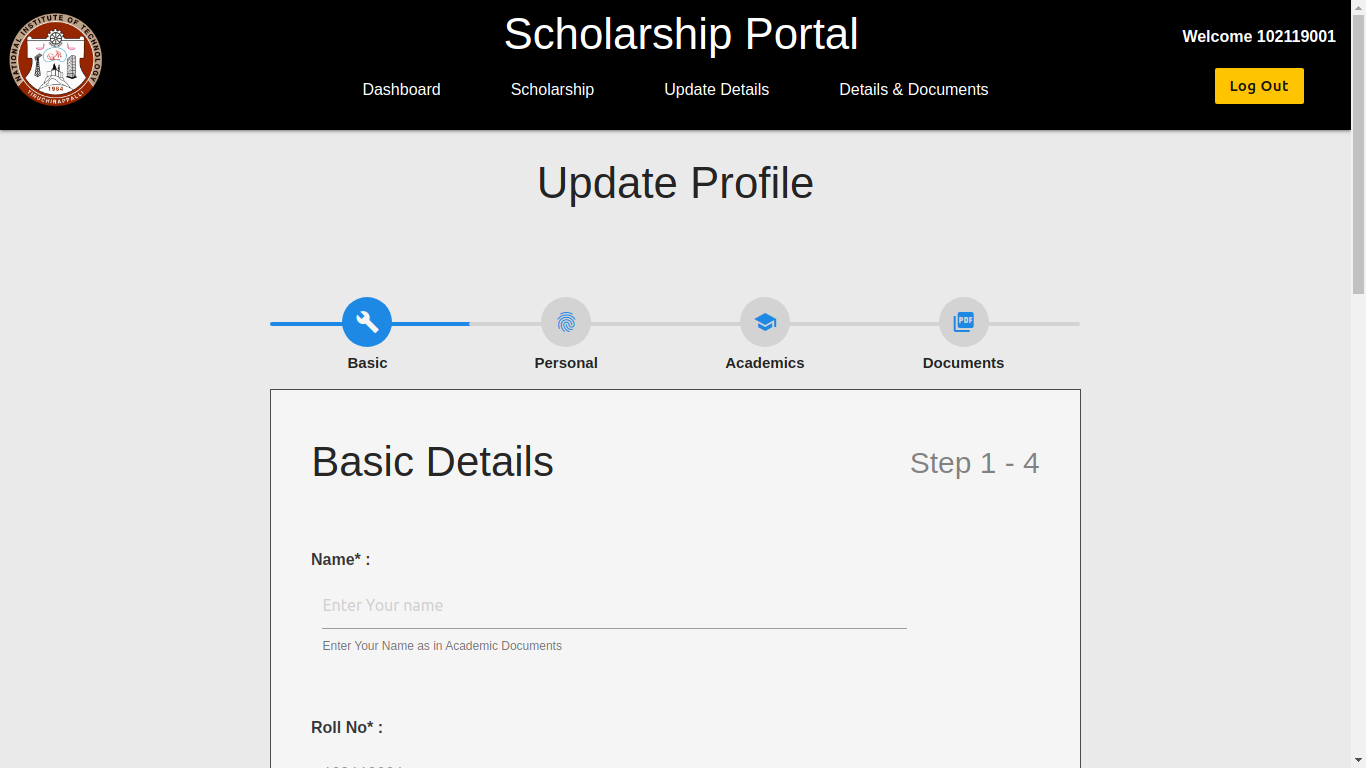 NATIONAL INSTITUTE OF TECHNOLOGY
1964
TIRUCHIRAPPALLI
Scholarship Portal
Welcome 102119001
Dashboard Scholarship Update Details Details & Documents
Log Out
Update Profile
PDF
Basic Personal Academics Documents
Basic Details Step 1 - 4
Name* :
Enter Your name
Enter Your Name as in Academic Documents
Roll No* :